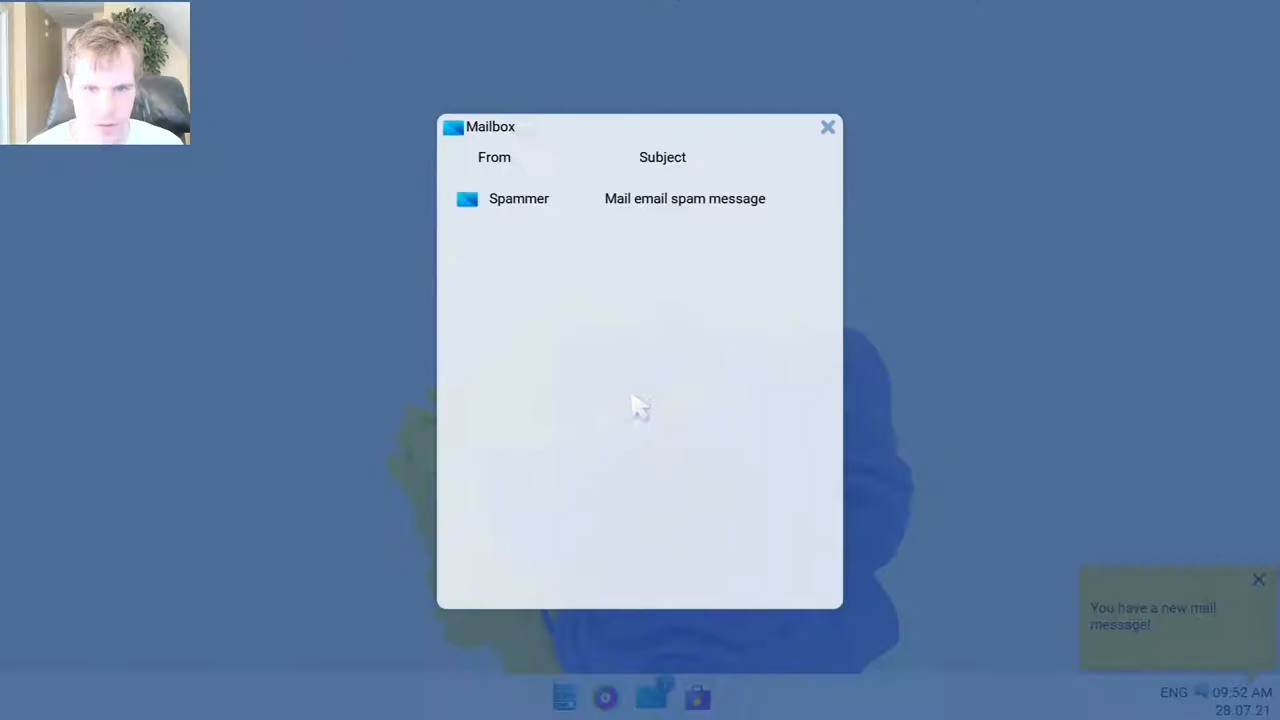 Mailbox
From Subject
Spammer Mail email spam message
You have a new mail
message!
ENG 09:52 AM
28.07.21